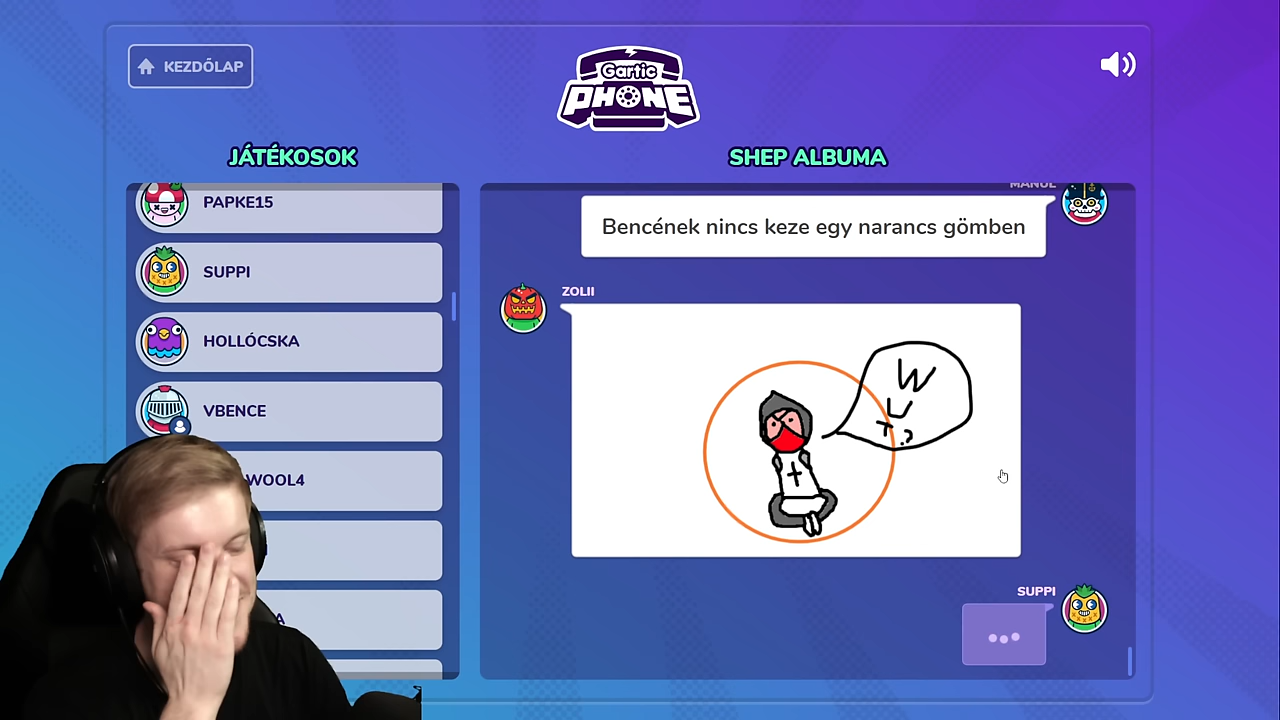 KEZDŐLAP
Gartic
PHONE
JÁTÉKOSOK
SHEP ALBUMA
PAPKE15
SUPPI
HOLLÓCSKA
VBENCE
WOOL4
A
MANUL
Bencének nincs keze egy narancs gömben
ZOLII
W
U
T?
SUPPI